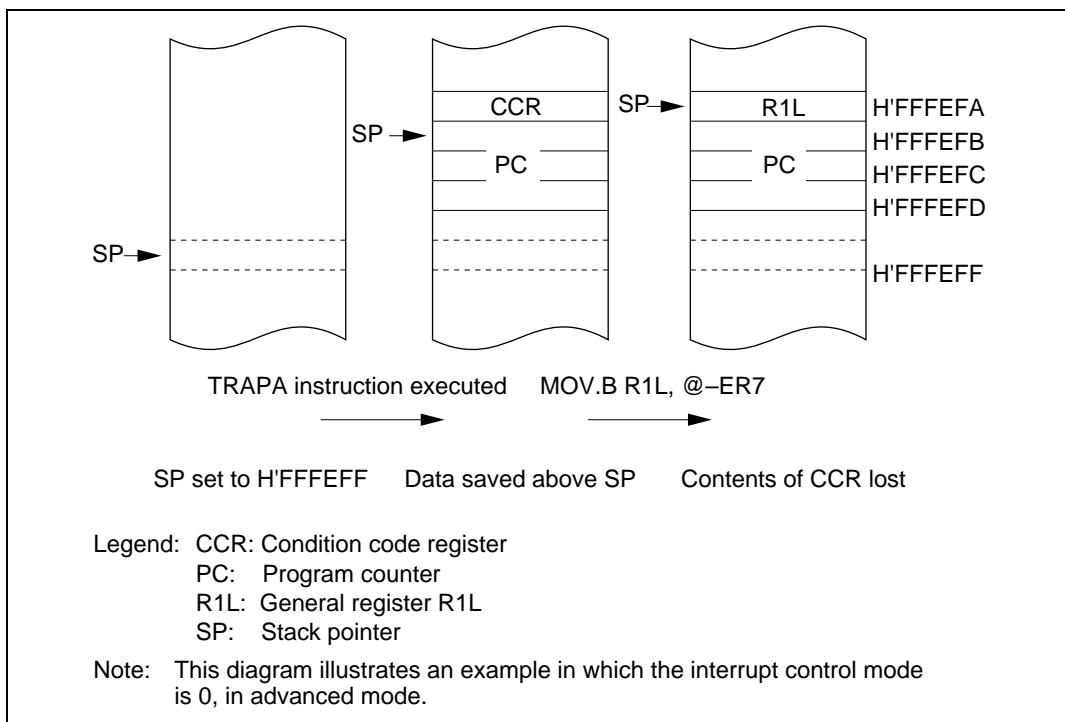 CCR
SP
R1L
H'FFFEFA
SP
H'FFFEFB
PC
PC
H'FFFEFC
H'FFFEFD
SP
H'FFFEFF
TRAPA instruction executed
MOV.B R1L, @–ER7
SP set to H'FFFEFF
Data saved above SP
Contents of CCR lost
Legend: CCR: Condition code register
PC: Program counter
R1L: General register R1L
SP: Stack pointer
Note: This diagram illustrates an example in which the interrupt control mode
is 0, in advanced mode.